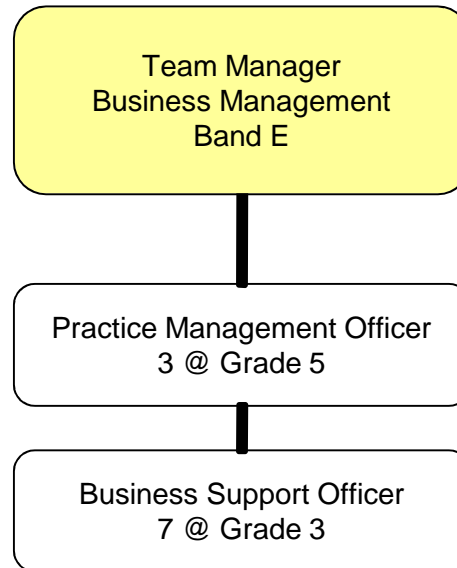 Team Manager
Business Management
Band E
Practice Management Officer
3 @ Grade 5
Business Support Officer
7 @ Grade 3